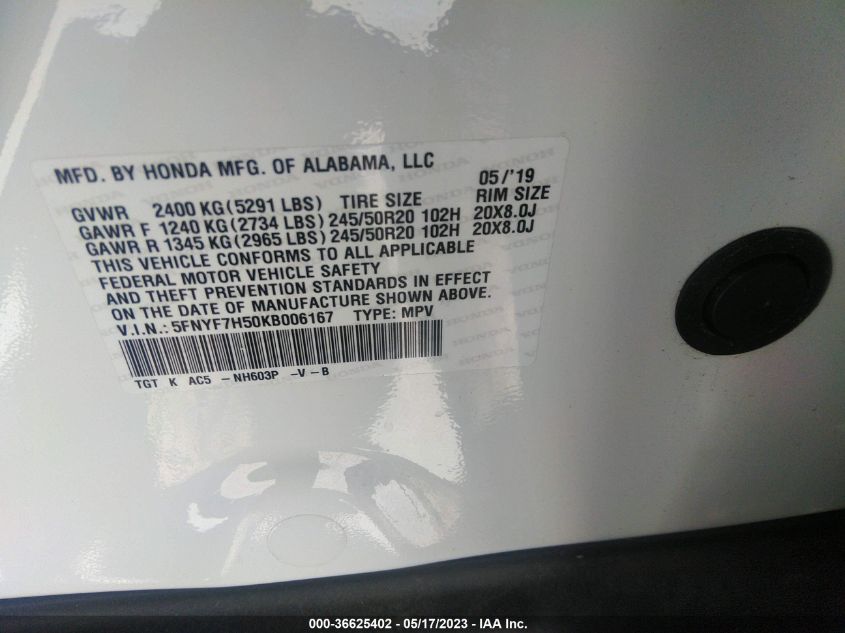 MFD. BY HONDA MFG. OF ALABAMA, LLC 05/'19
GVWR 2400 KG(5291 LBS) TIRE SIZE RIM SIZE
GAWR F 1240 KG(2734 LBS) 245/50R20 102H 20X8.0J
GAWR R 1345 KG(2965 LBS) 245/50R20 102H 20X8.0J
THIS VEHICLE CONFORMS TO ALL APPLICABLE
FEDERAL MOTOR VEHICLE SAFETY
AND THEFT PREVENTION STANDARDS IN EFFECT
ON THE DATE OF MANUFACTURE SHOWN ABOVE.
V.I.N.: 5FNYF7H50KB006167 TYPE: MPV
TGT K AC5 -NH603P -V-B
000-36625402 - 05/17/2023 - IAA Inc.